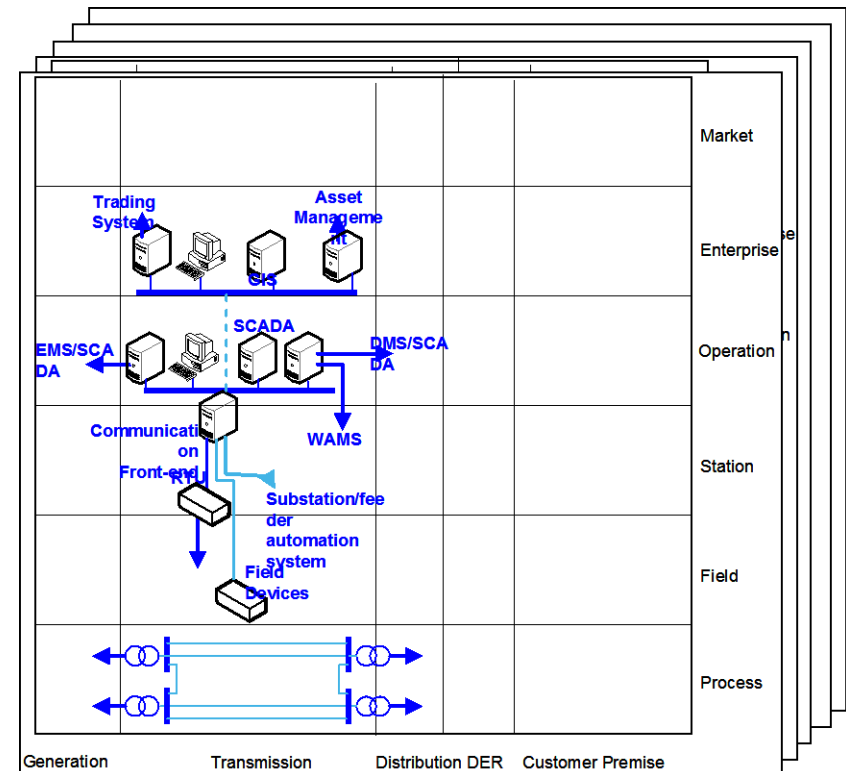 Market
Trading
System
Asset
Manageme
nt
se
Enterprise
GIS
SCADA
EMS/SCA
DA
DMS/SCA
DA
n
Operation
Communicati
on
Front-end
WAMS
RTU
Station
Substation/fee
der
automation
system
Field
Devices
Field
Process
Generation
Transmission
Distribution DER
Customer Premise